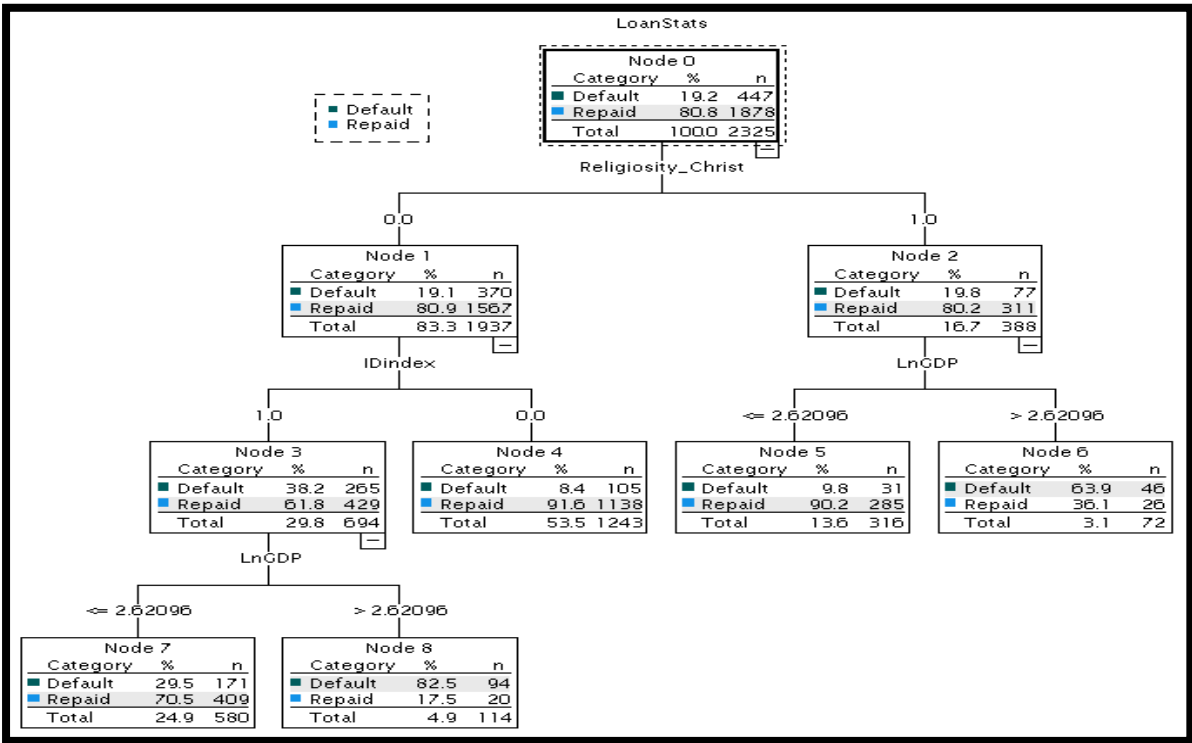 LoanStats
Node 0
Category % n
Default 19.2 447
Repaid 80.8 1878
Total 100.0 2325
Default
Repaid
Religiosity_Christ
0.0
1.0
Node 1
Category % n
Default 19.1 370
Repaid 80.9 1567
Total 83.3 1937
Node 2
Category % n
Default 19.8 77
Repaid 80.2 311
Total 16.7 388
IDindex
LnGDP
1.0
0.0
<= 2.62096
> 2.62096
Node 3
Category % n
Default 38.2 265
Repaid 61.8 429
Total 29.8 694
Node 4
Category % n
Default 8.4 105
Repaid 91.6 1138
Total 53.5 1243
Node 5
Category % n
Default 9.8 31
Repaid 90.2 285
Total 13.6 316
Node 6
Category % n
Default 63.9 46
Repaid 36.1 26
Total 3.1 72
LnGDP
<= 2.62096
> 2.62096
Node 7
Category % n
Default 29.5 171
Repaid 70.5 409
Total 24.9 580
Node 8
Category % n
Default 82.5 94
Repaid 17.5 20
Total 4.9 114